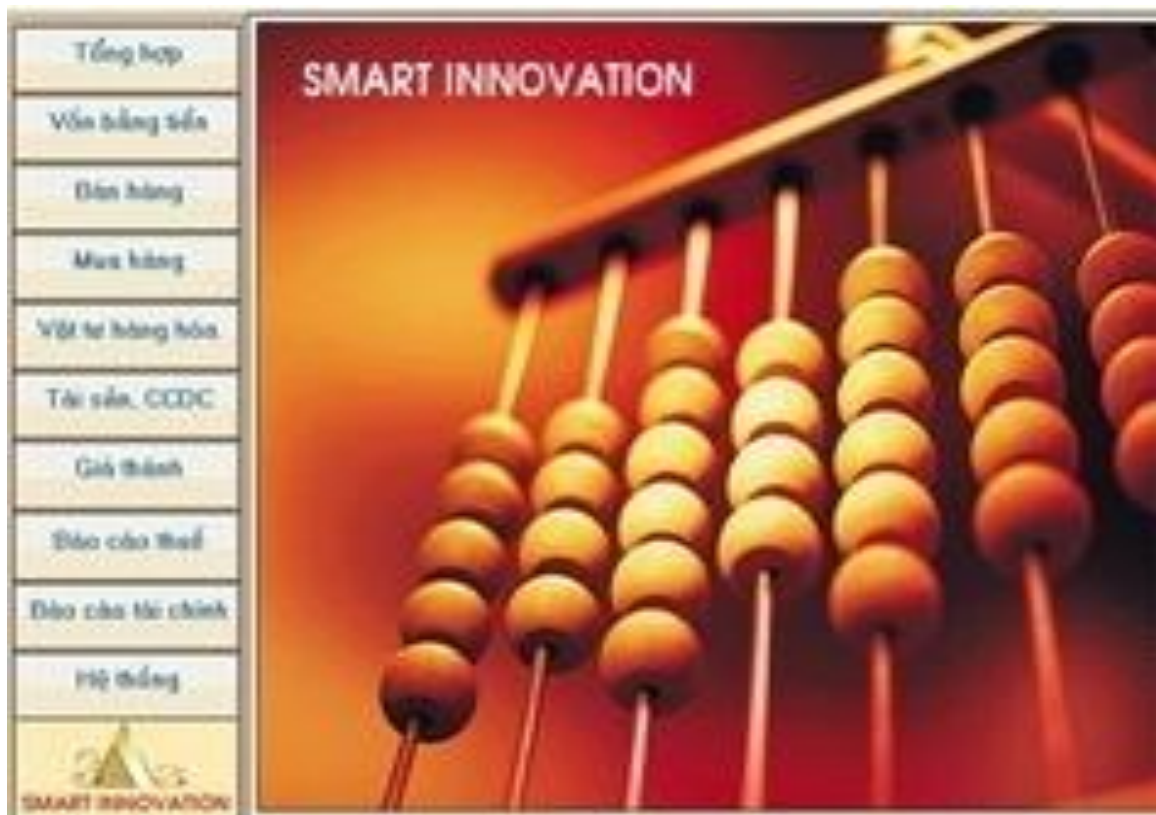 Tổng hợp
Vốn bằng tiền
Bán hàng
Mua hàng
Vật tư hàng hóa
Tài sản, CCDC
Giá thành
Báo cáo thuế
Báo cáo tài chính
Hệ thống
SMART INNOVATION
SMART INNOVATION